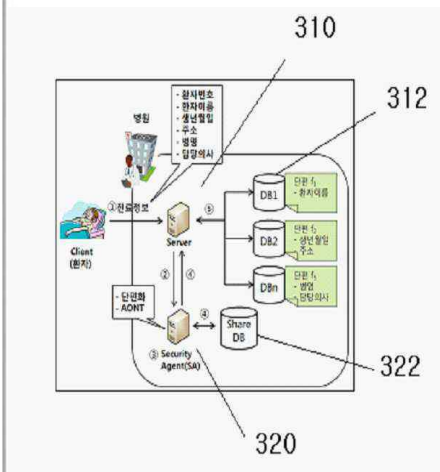 310
312
- 환자번호
- 환자이름
- 생년월일
- 주소
- 병명
- 담당의사
병원
①진료정보
Client
(환자)
Server
⑤
DB1
단편 f₁
- 환자이름
DB2
단편 f₂
- 생년월일
주소
DBn
단편 f₃
- 병명
담당의사
②
④
- 단편화
- AONT
③ Security
Agent(SA)
④
Share
DB
322
320